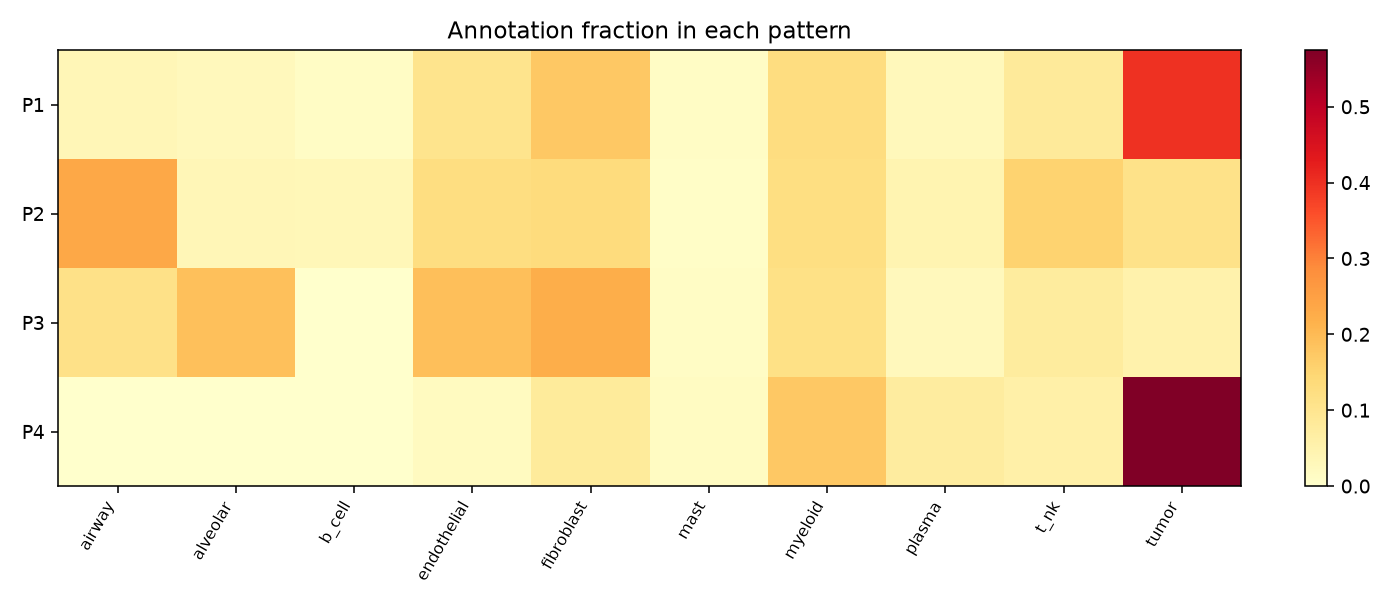 Annotation fraction in each pattern
P1
P2
P3
P4
airway
alveolar
b_cell
endothelial
fibroblast
mast
myeloid
plasma
t_nk
tumor
0.5
0.4
0.3
0.2
0.1
0.0